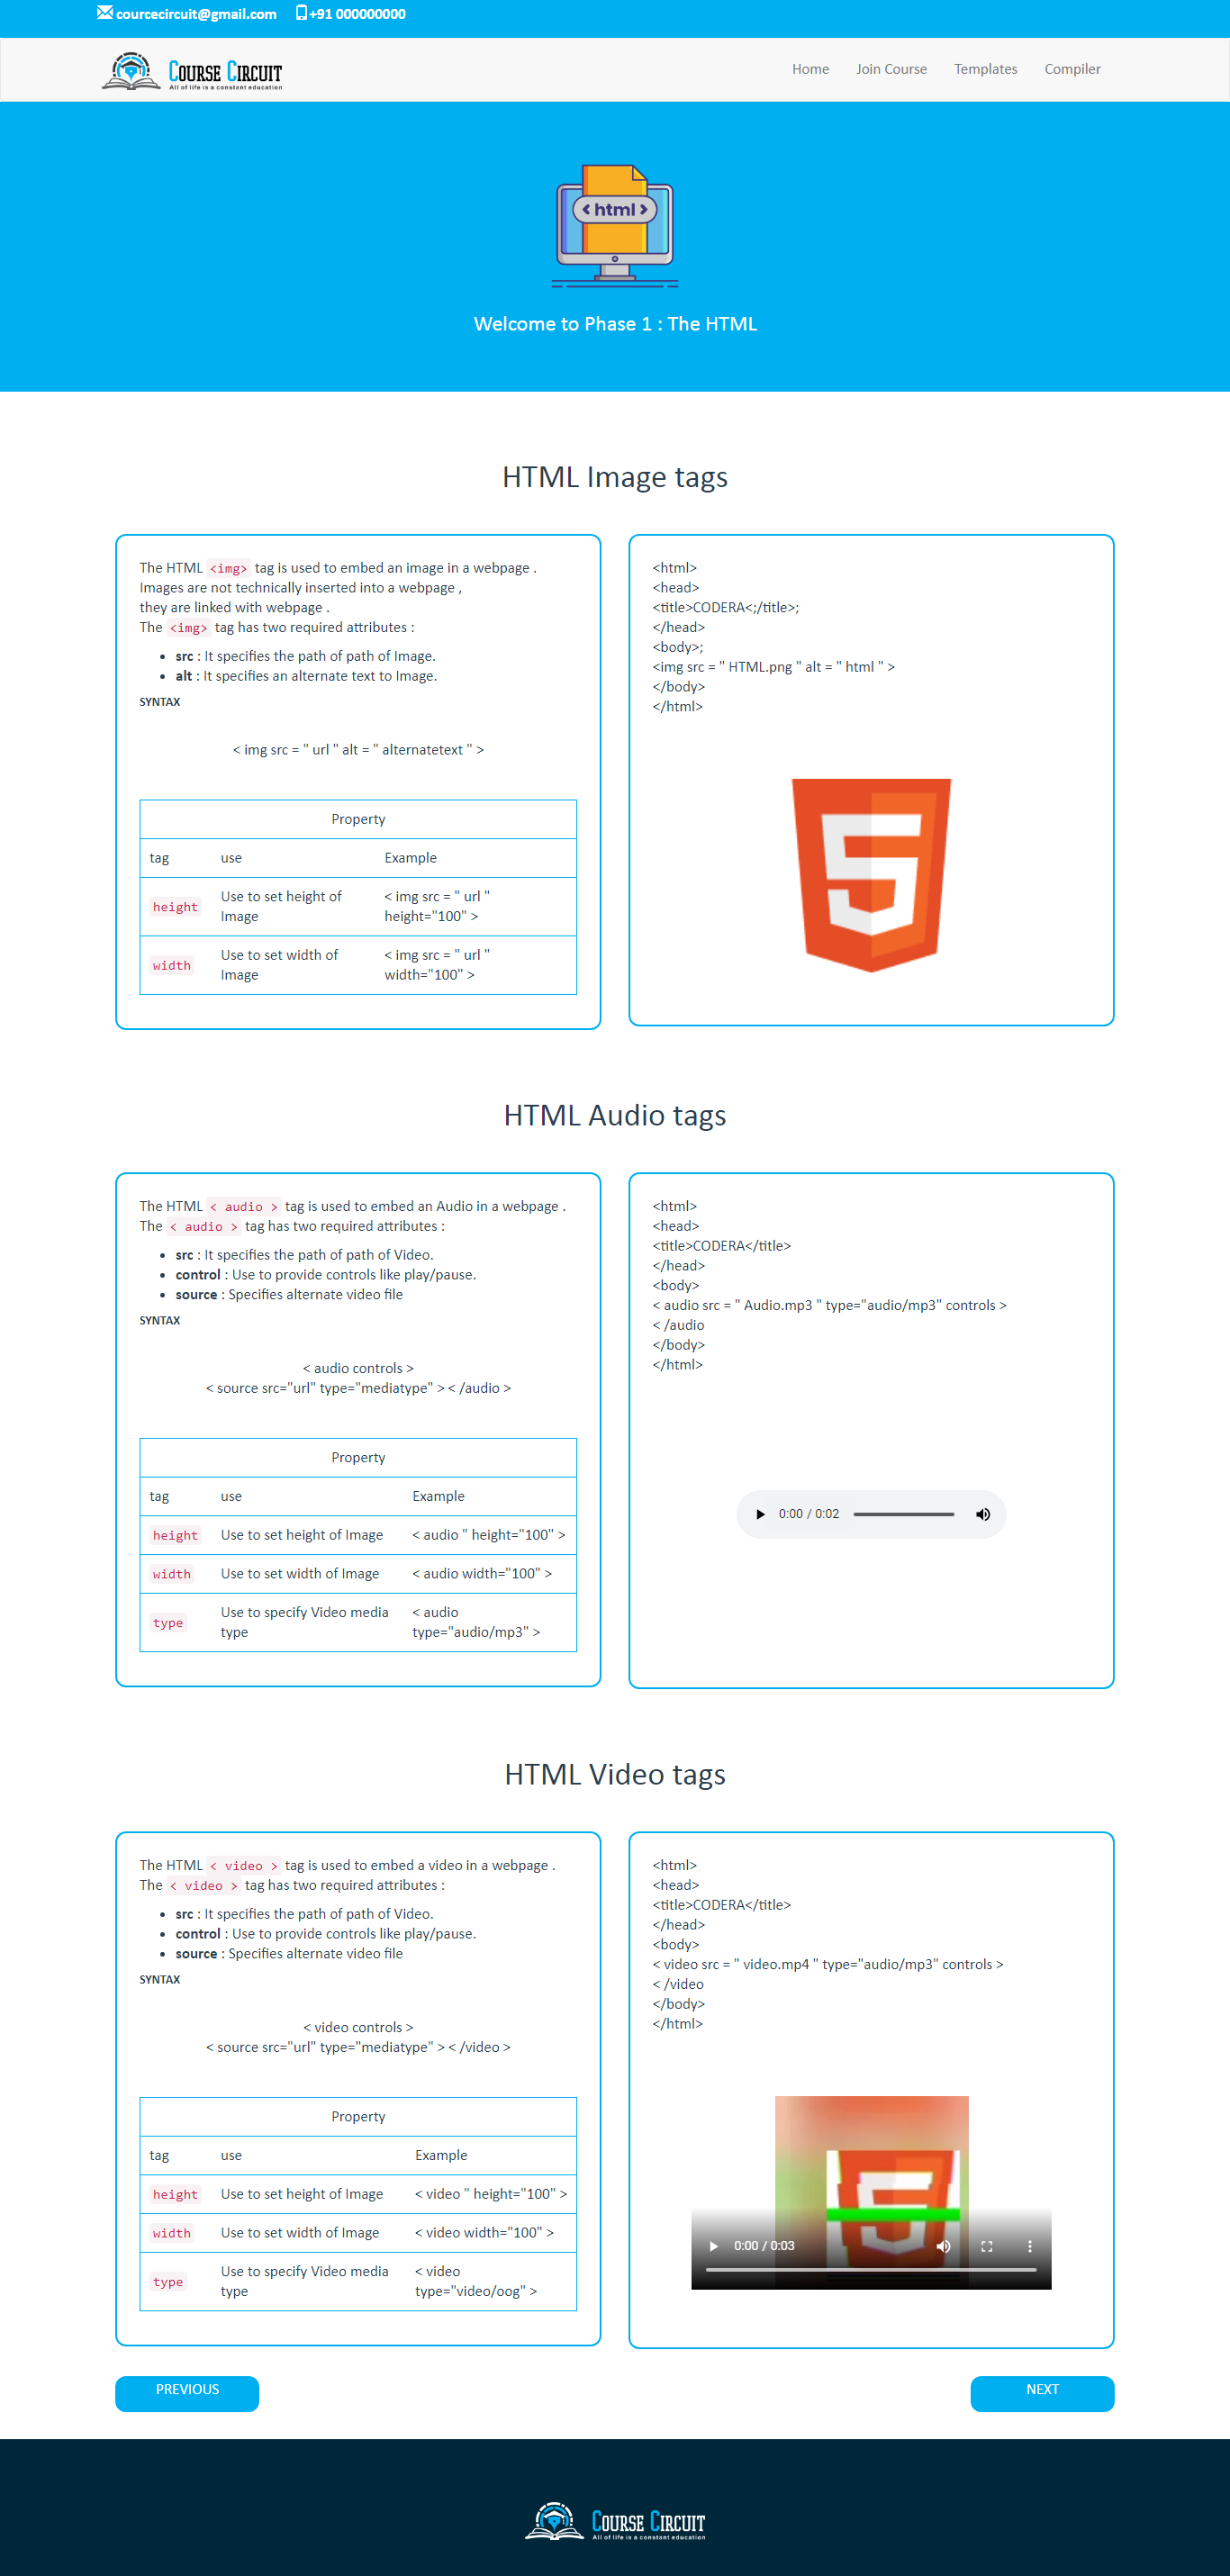 courcecircuit@gmail.com +91 000000000
COURSE CIRCUIT
All of life is a constant education
Home Join Course Templates Compiler
< html >
Welcome to Phase 1 : The HTML
HTML Image tags
The HTML <img> tag is used to embed an image in a webpage .
Images are not technically inserted into a webpage ,
they are linked with webpage .
The <img> tag has two required attributes :
• src : It specifies the path of path of Image.
• alt : It specifies an alternate text to Image.
SYNTAX
< img src = " url " alt = " alternatetext " >
Property
tag use Example
height Use to set height of Image < img src = " url " height="100" >
width Use to set width of Image < img src = " url " width="100" >
<html>
<head>
<title>CODERA<;/title>;
</head>
<body>;
<img src = " HTML.png " alt = " html " >
</body>
</html>
5
HTML Audio tags
The HTML < audio > tag is used to embed an Audio in a webpage .
The < audio > tag has two required attributes :
• src : It specifies the path of path of Video.
• control : Use to provide controls like play/pause.
• source : Specifies alternate video file
SYNTAX
< audio controls >
< source src="url" type="mediatype" > < /audio >
Property
tag use Example
height Use to set height of Image < audio " height="100" >
width Use to set width of Image < audio width="100" >
type Use to specify Video media type < audio type="audio/mp3" >
<html>
<head>
<title>CODERA</title>
</head>
<body>
< audio src = " Audio.mp3 " type="audio/mp3" controls >
< /audio
</body>
</html>
0:00 / 0:02
HTML Video tags
The HTML < video > tag is used to embed a video in a webpage .
The < video > tag has two required attributes :
• src : It specifies the path of path of Video.
• control : Use to provide controls like play/pause.
• source : Specifies alternate video file
SYNTAX
< video controls >
< source src="url" type="mediatype" > < /video >
Property
tag use Example
height Use to set height of Image < video " height="100" >
width Use to set width of Image < video width="100" >
type Use to specify Video media type < video type="video/oog" >
<html>
<head>
<title>CODERA</title>
</head>
<body>
< video src = " video.mp4 " type="audio/mp3" controls >
< /video
</body>
</html>
5
0:00 / 0:03
PREVIOUS NEXT
COURSE CIRCUIT
All of life is a constant education